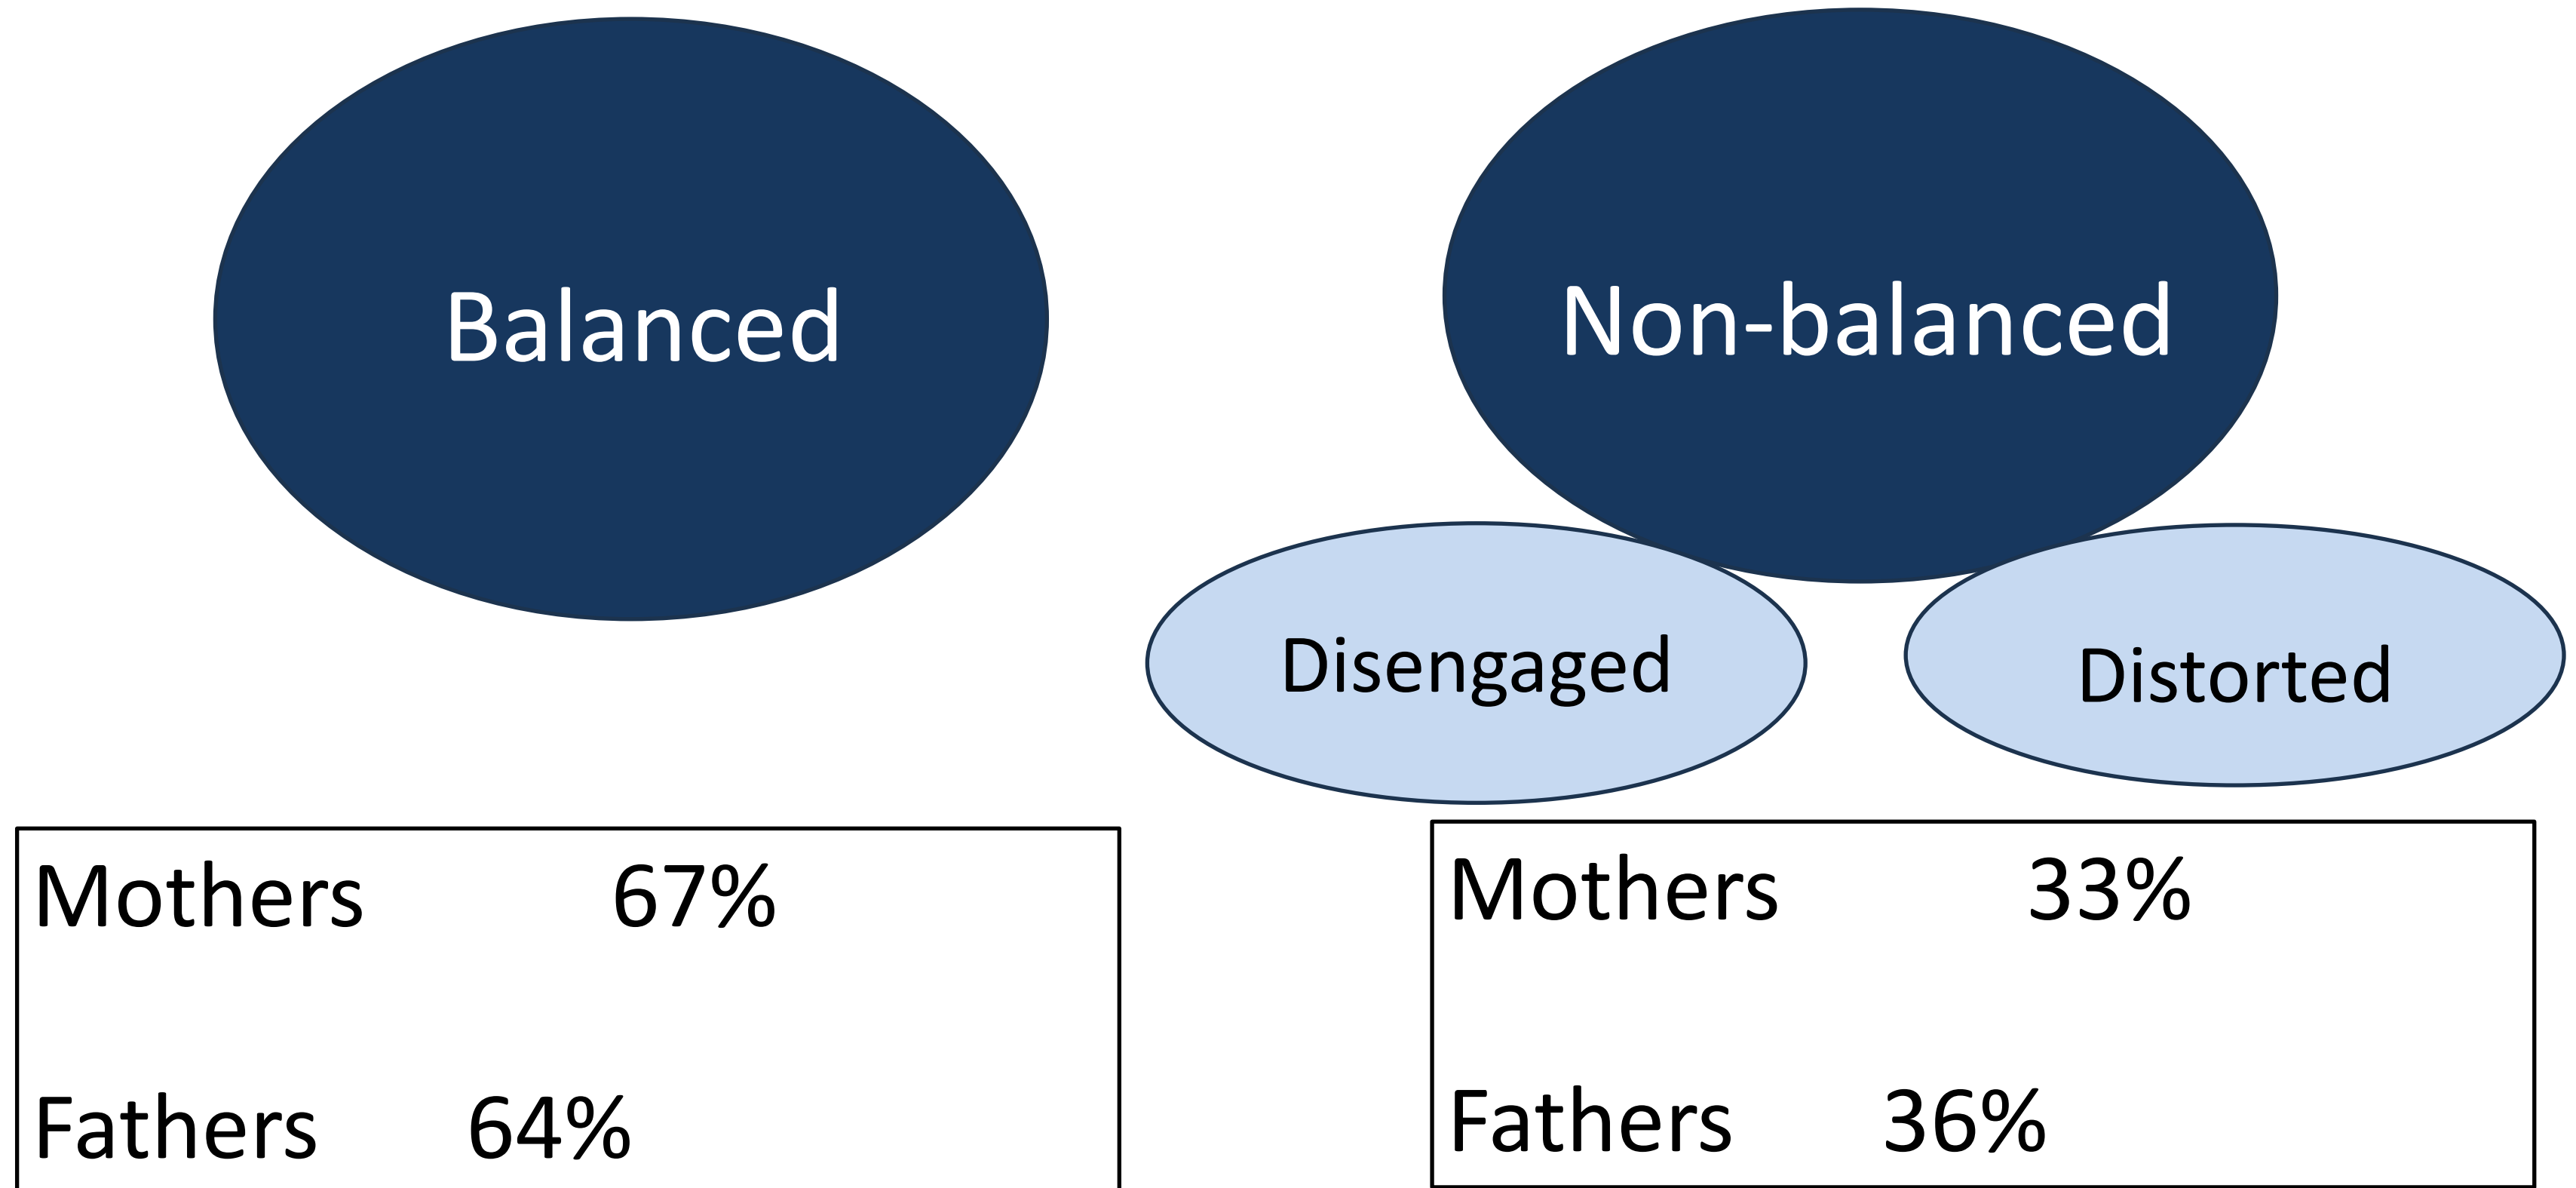 Balanced
Non-balanced
Disengaged
Distorted
Mothers 67%
Fathers 64%
Mothers 33%
Fathers 36%